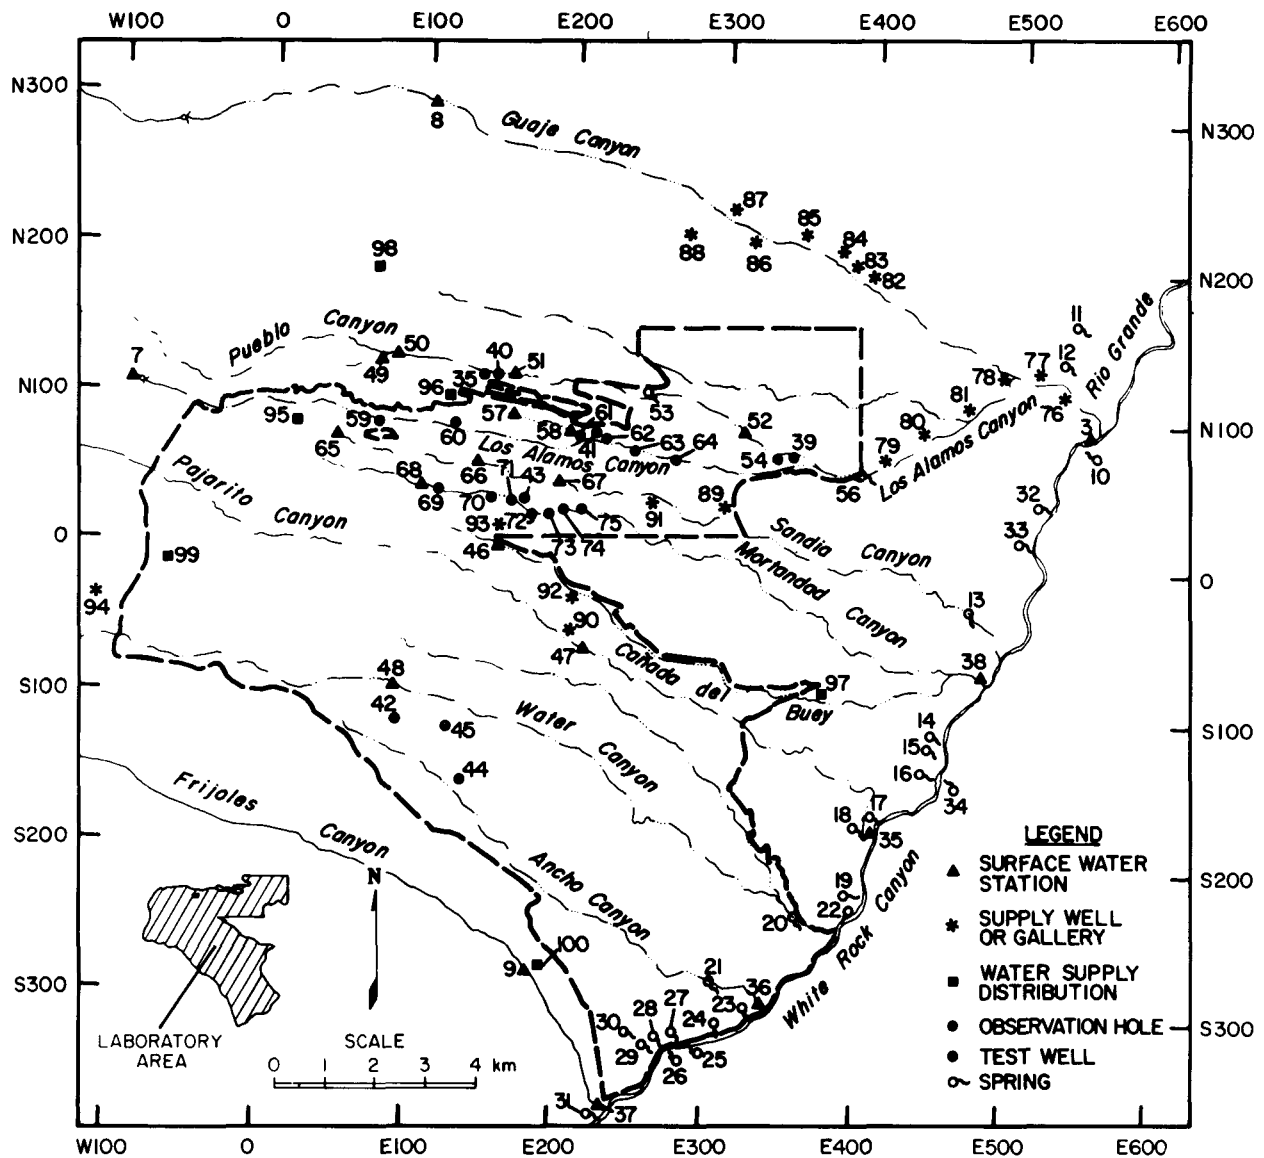 W100 0 E100 E200 E300 E400 E500 E600
N300
N300
8
Guaje Canyon
87
85
84
N200
88
86
83
82
98
N200
11
Pueblo Canyon
50
49
40
51
12
77
Rio Grande
7
N100
35
96
53
78
81
76
95
59
57
61
52
80
3
N100
65
60
58
41
62
63
64
54
39
79
Los Alamos Canyon
10
Los Alamos Canyon
56
68
66
71
43
67
Pajarito Canyon
69
70
72
91
89
32
93
73
74
75
Sandia Canyon
33
0
46
99
Mortandad Canyon
0
94
92
90
13
47
Cañada del Buey
38
S100
48
97
42
45
Water Canyon
14
15
S100
44
16
34
Frijoles Canyon
17
18
35
S200
LEGEND
SURFACE WATER
STATION
N
Ancho Canyon
19
20
22
S200
SUPPLY WELL
OR GALLERY
White Rock Canyon
9
100
21
36
WATER SUPPLY
DISTRIBUTION
S300
23
27
28
24
30
OBSERVATION HOLE
S300
LABORATORY
AREA
SCALE
0 1 2 3 4 km
29
25
26
TEST WELL
SPRING
31
37
W100 0 E100 E200 E300 E400 E500 E600